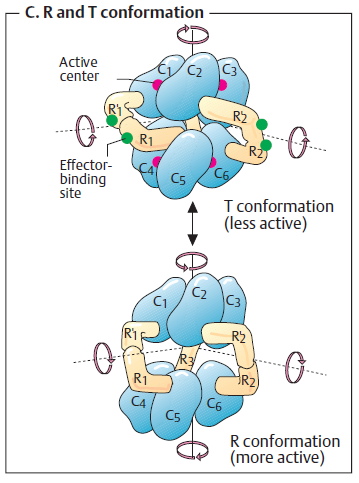 C. R and T conformation
Active
center
C1 C2 C3
R'1
R'2
R1
R2
C4
C5
C6
Effector-
binding
site
T conformation
(less active)
C1 C2 C3
R'1
R'2
R3
R1
R2
C4
C5
C6
R conformation
(more active)